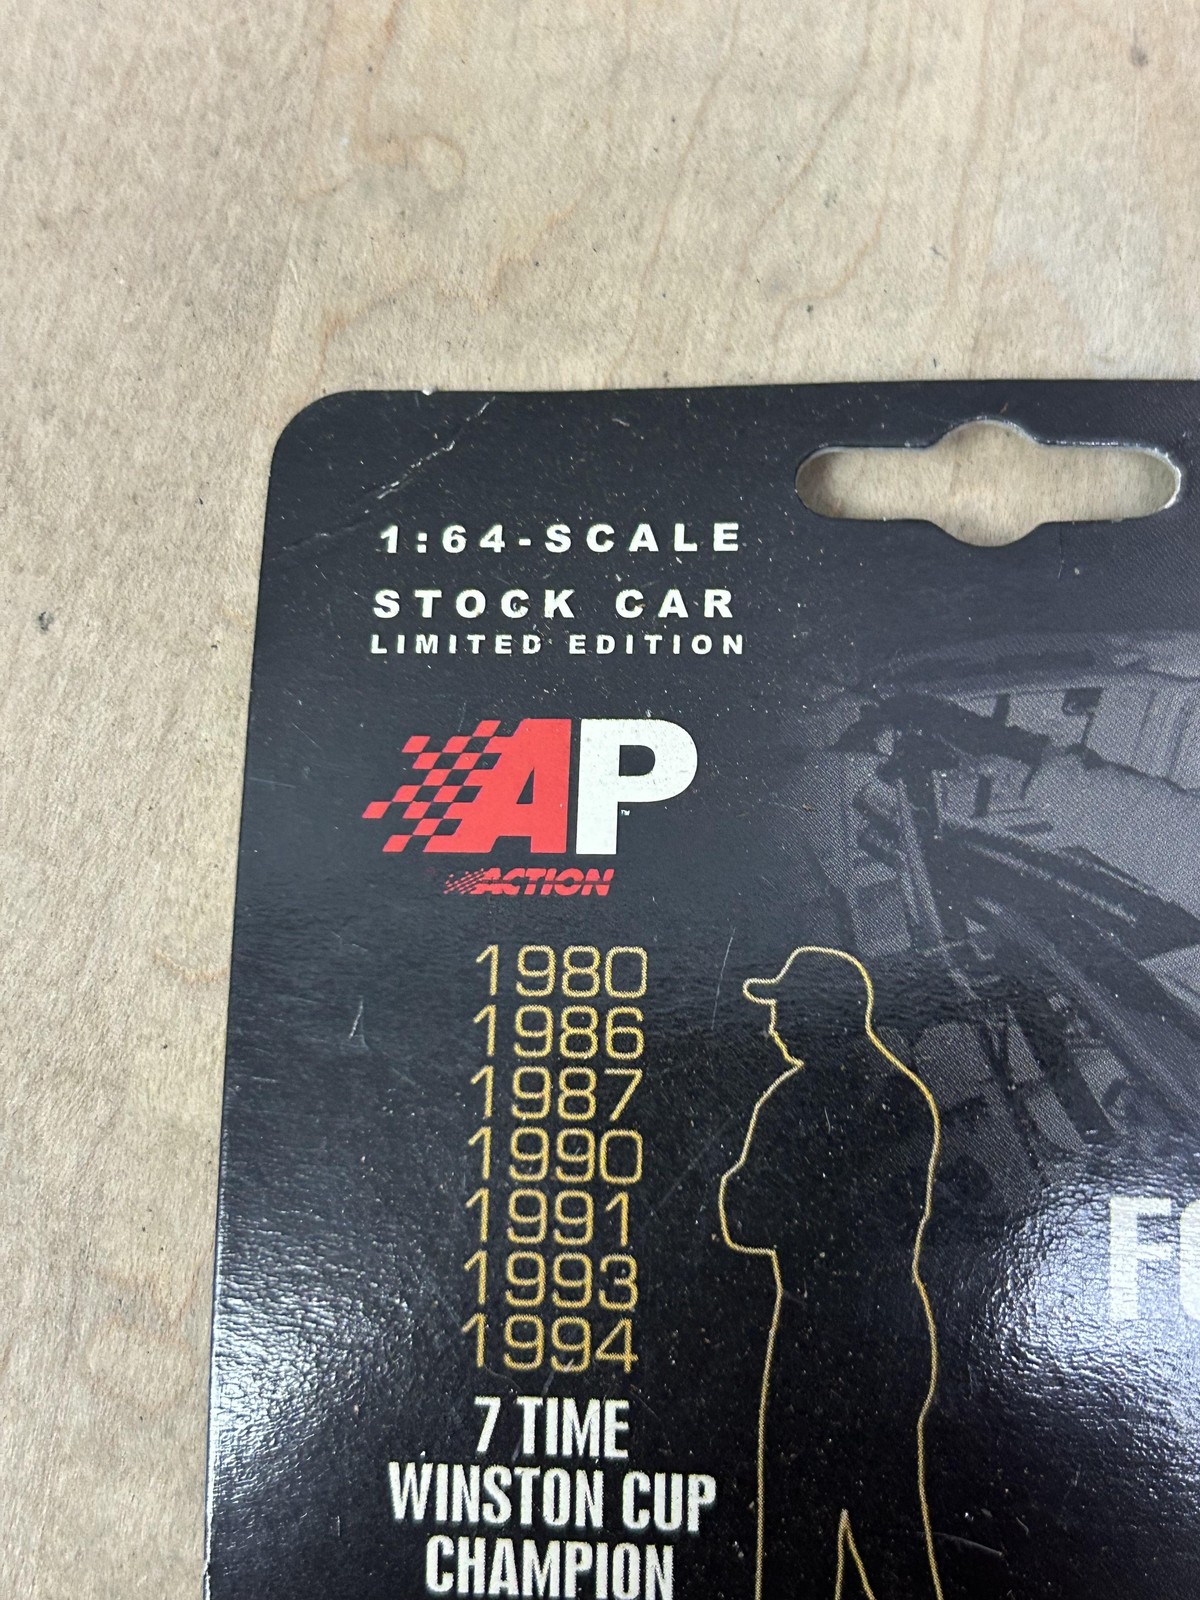 1:64-SCALE
STOCK CAR
LIMITED EDITION
AP
™
ACTION
1980
1986
1987
1990
1991
1993
1994
7 TIME
WINSTON CUP
CHAMPION